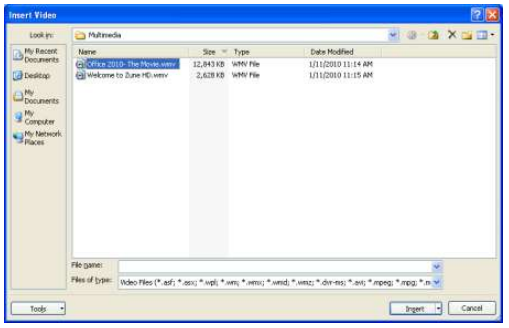 Insert Video
Look in: Multimedia
Name Size Type Date Modified
Office 2010- The Movie.wmv 12,843 KB WMV File 1/11/2010 11:14 AM
Welcome to Zune HD.wmv 2,628 KB WMV File 1/11/2010 11:15 AM
My Recent Documents
Desktop
My Documents
My Computer
My Network Places
File name:
Files of type: Video Files (*.asf; *.asx; *.wpl; *.wm; *.wmx; *.wmd; *.wmz; *.dvr-ms; *.avi; *.mpeg; *.mpg; *.m
Tools Insert Cancel